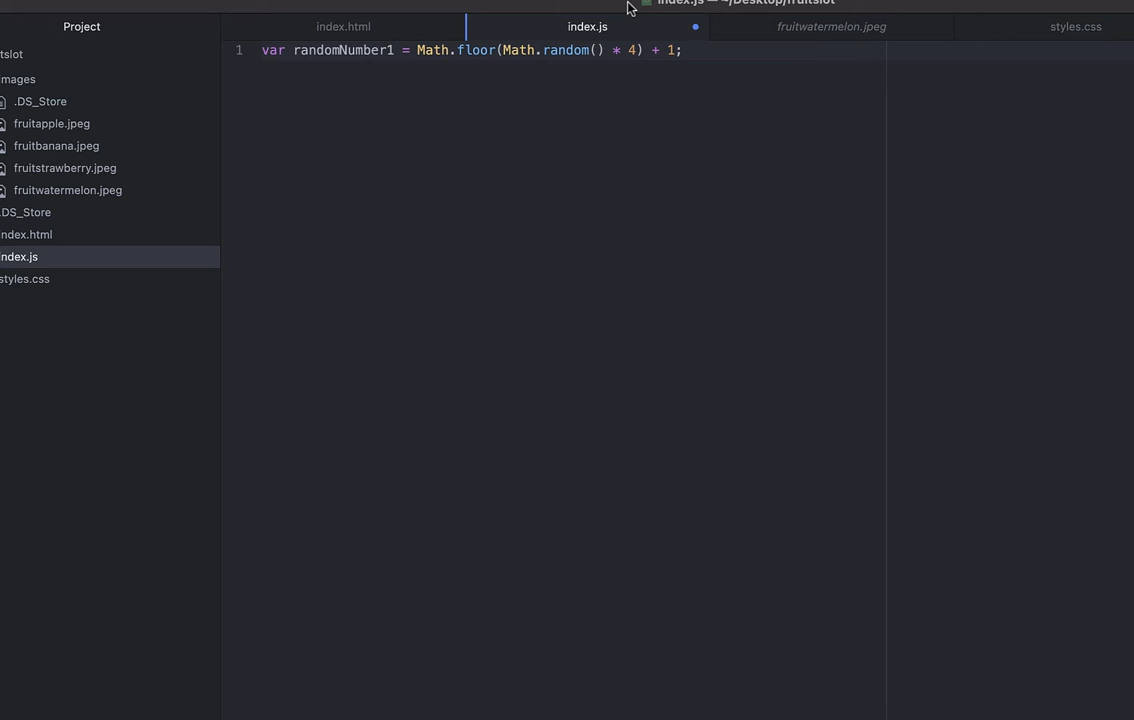 index.js — ~/Desktop/fruitslot
Project
index.html
index.js
fruitwatermelon.jpeg
styles.css
tslot
mages
.DS_Store
fruitapple.jpeg
fruitbanana.jpeg
fruitstrawberry.jpeg
fruitwatermelon.jpeg
.DS_Store
ndex.html
ndex.js
styles.css
1 var randomNumber1 = Math.floor(Math.random() * 4) + 1;